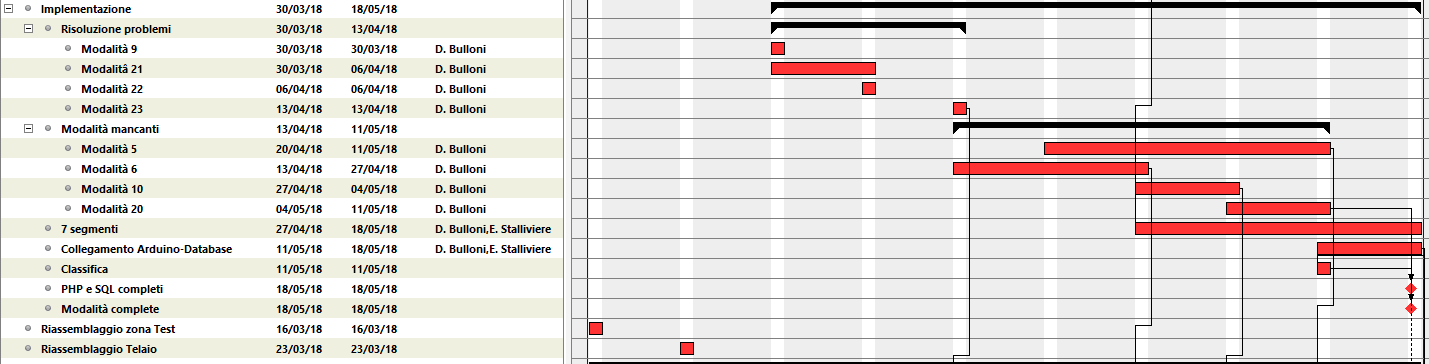 Implementazione 30/03/18 18/05/18
Risoluzione problemi 30/03/18 13/04/18
Modalità 9 30/03/18 30/03/18 D. Bulloni
Modalità 21 30/03/18 06/04/18 D. Bulloni
Modalità 22 06/04/18 06/04/18 D. Bulloni
Modalità 23 13/04/18 13/04/18 D. Bulloni
Modalità mancanti 13/04/18 11/05/18
Modalità 5 20/04/18 11/05/18 D. Bulloni
Modalità 6 13/04/18 27/04/18 D. Bulloni
Modalità 10 27/04/18 04/05/18 D. Bulloni
Modalità 20 04/05/18 11/05/18 D. Bulloni
7 segmenti 27/04/18 18/05/18 D. Bulloni,E. Stalliviere
Collegamento Arduino-Database 11/05/18 18/05/18 D. Bulloni,E. Stalliviere
Classifica 11/05/18 11/05/18
PHP e SQL completi 18/05/18 18/05/18
Modalità complete 18/05/18 18/05/18
Riassemblaggio zona Test 16/03/18 16/03/18
Riassemblaggio Telaio 23/03/18 23/03/18